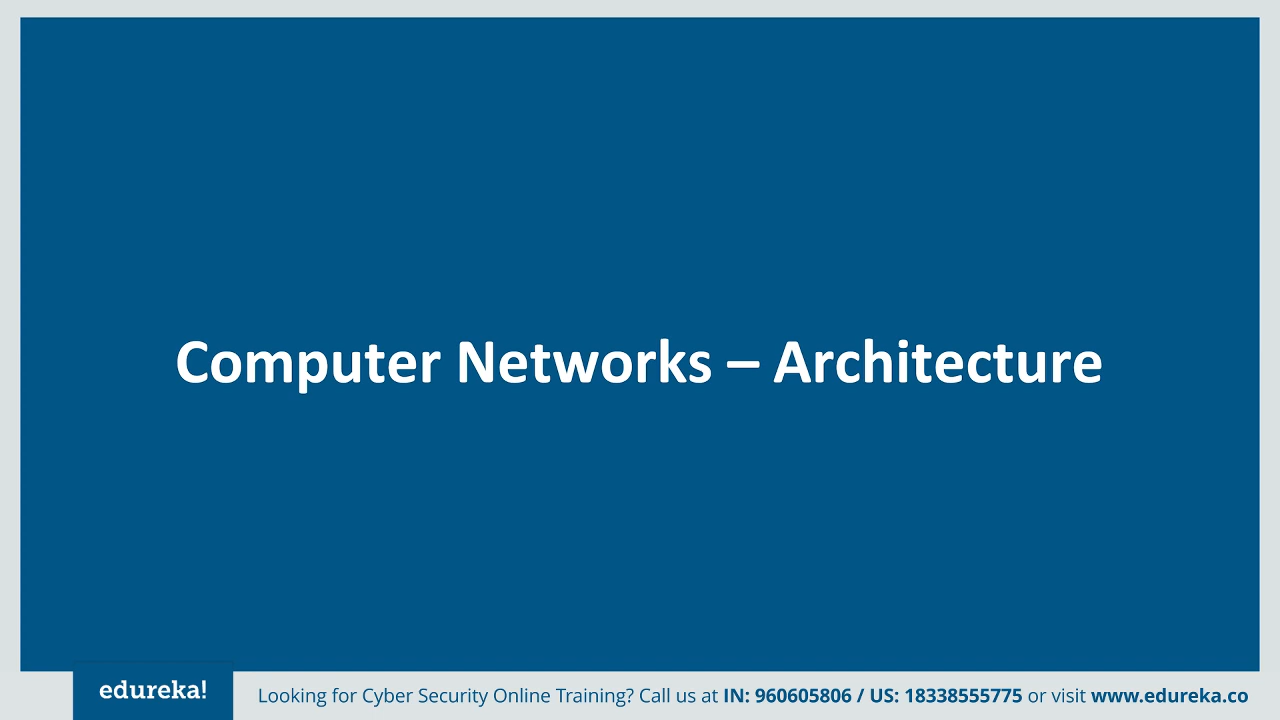 Computer Networks – Architecture
edureka!
Looking for Cyber Security Online Training? Call us at IN: 960605806 / US: 18338555775 or visit www.edureka.co